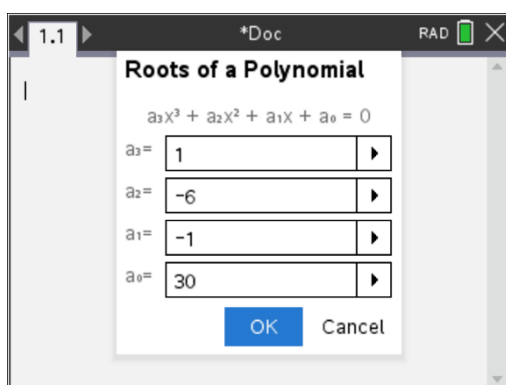 1.1 *Doc RAD
Roots of a Polynomial
a₃x³ + a₂x² + a₁x + a₀ = 0
a₃= 1
a₂= -6
a₁= -1
a₀= 30
OK Cancel